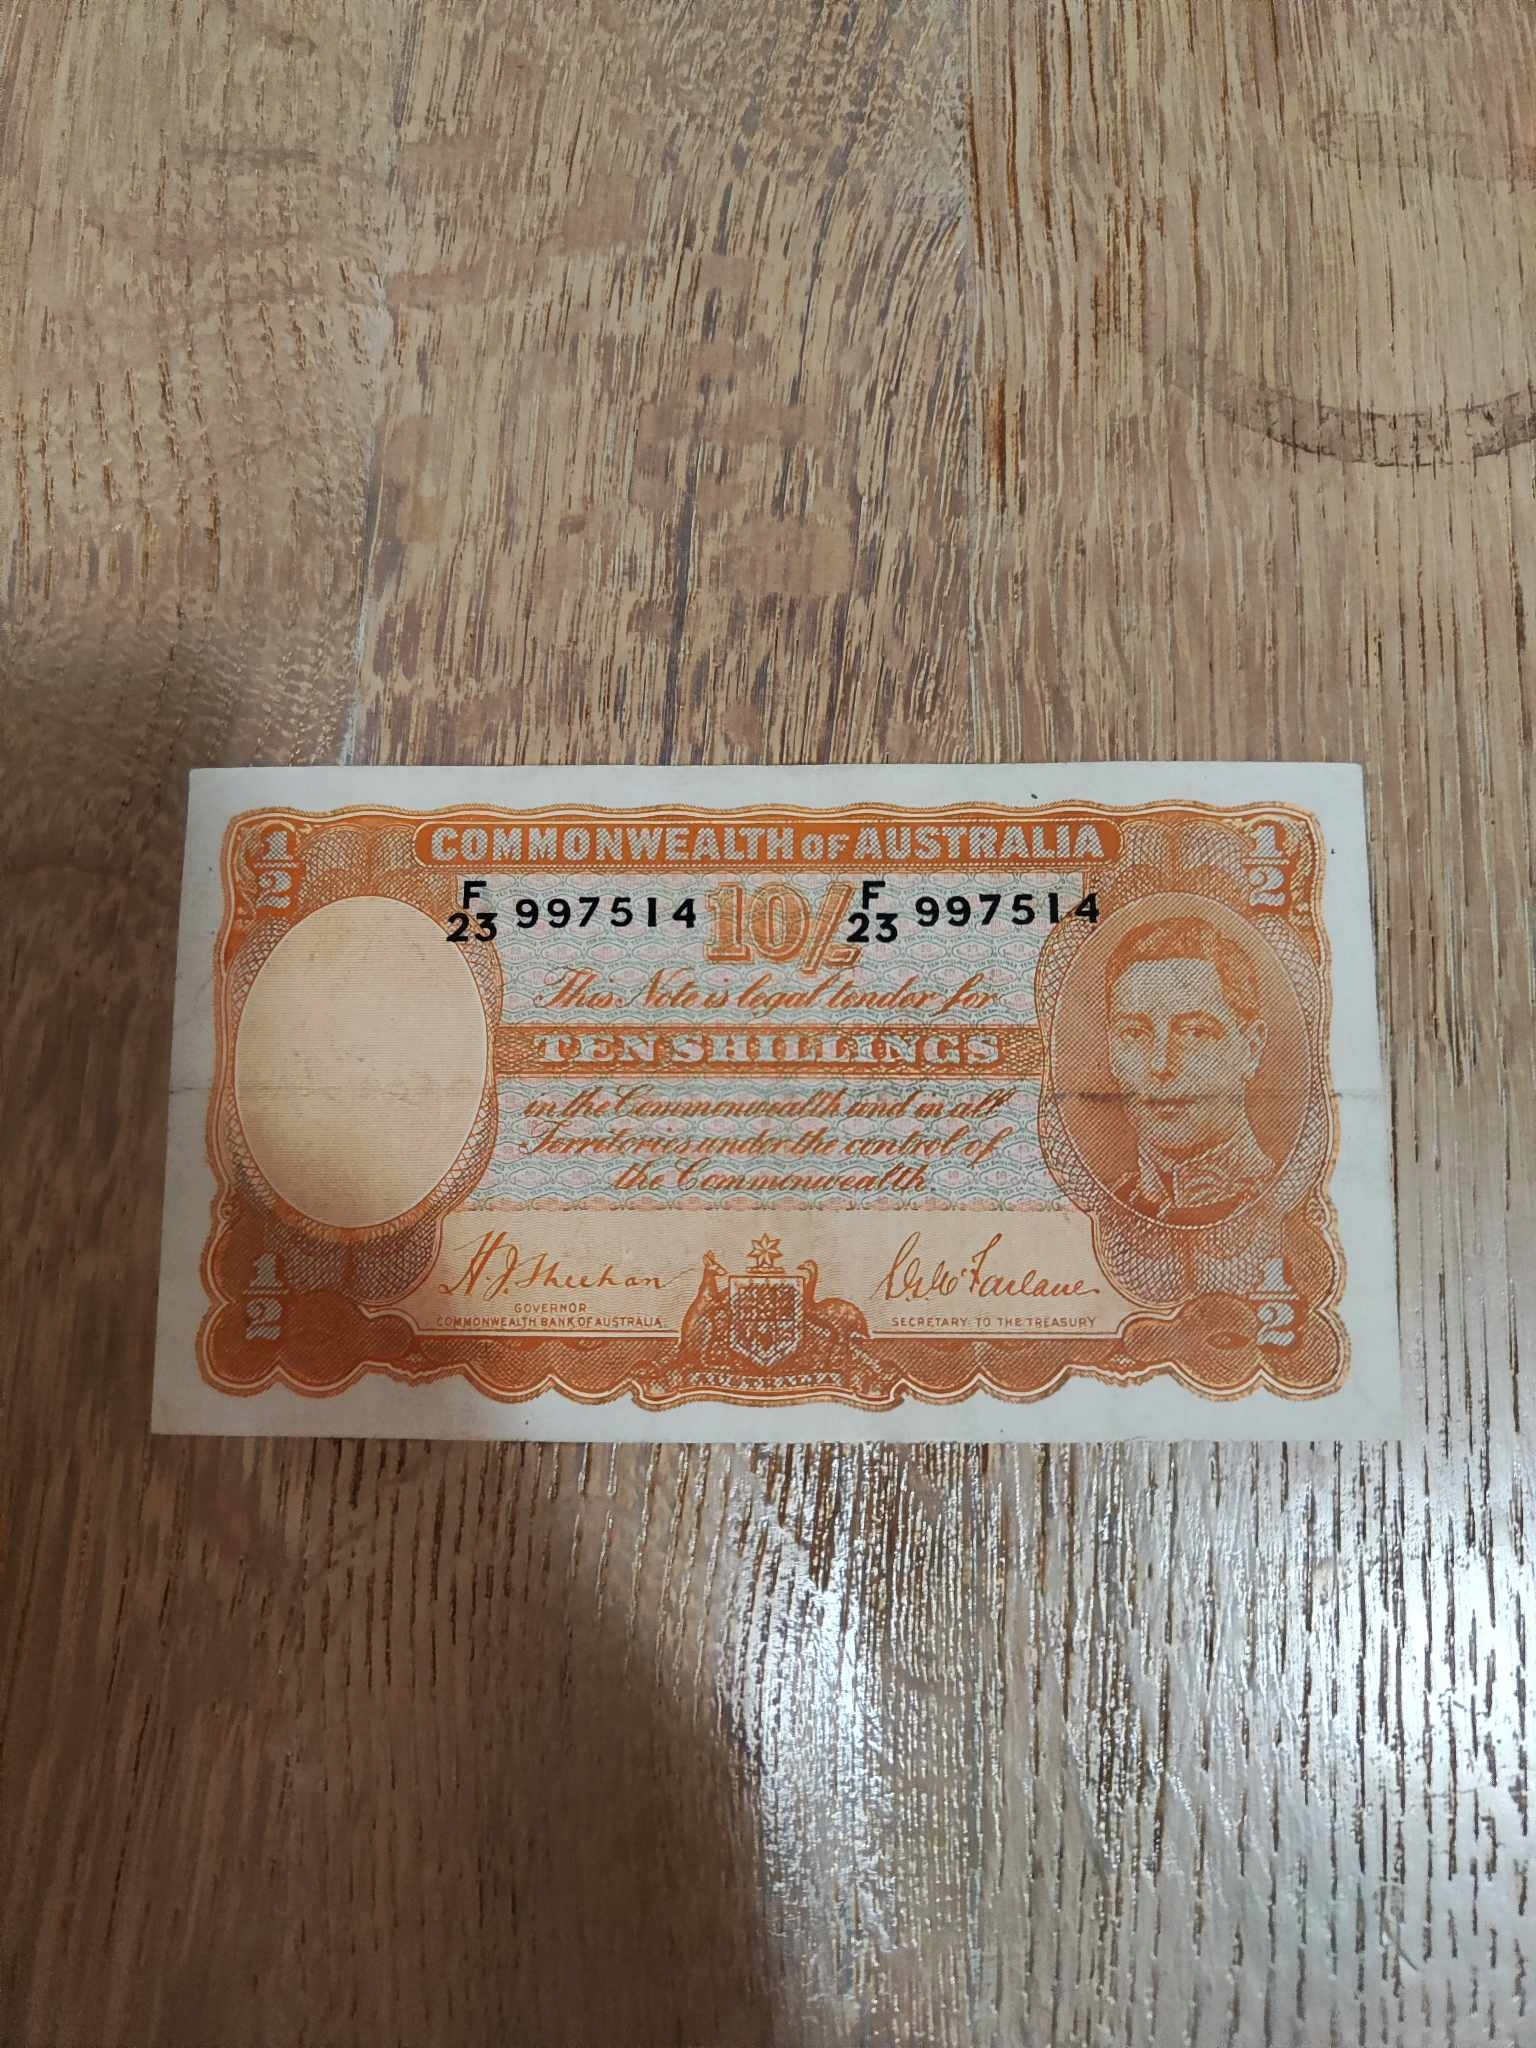 1/2 COMMONWEALTH OF AUSTRALIA 1/2
F/23 997514 10/- F/23 997514
This Note is legal tender for
TEN SHILLINGS
in the Commonwealth and in all
Territories under the control of
the Commonwealth
H.J. Sheehan
GOVERNOR
COMMONWEALTH BANK OF AUSTRALIA
S. G. McFarlane
SECRETARY TO THE TREASURY
1/2 1/2
AUSTRALIA